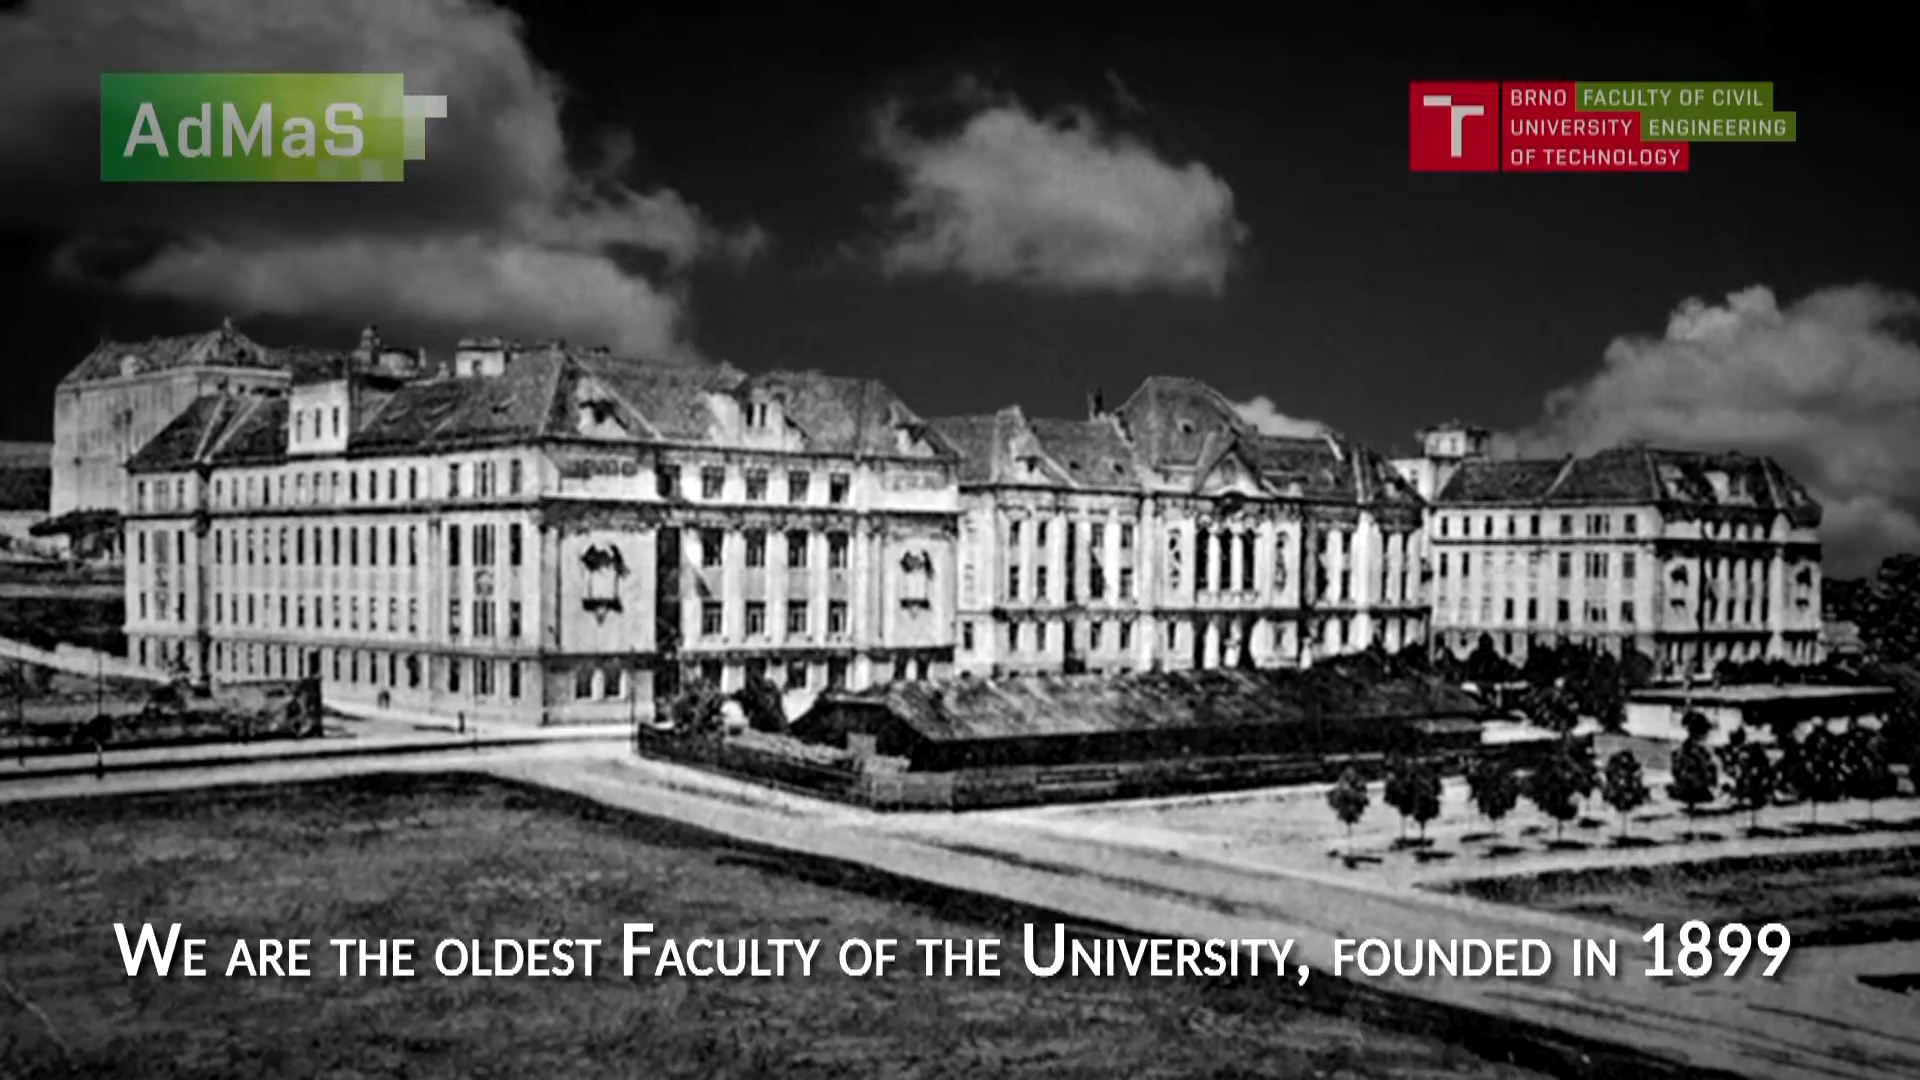 AdMaS
BRNO FACULTY OF CIVIL
UNIVERSITY ENGINEERING
OF TECHNOLOGY
We are the oldest Faculty of the University, founded in 1899